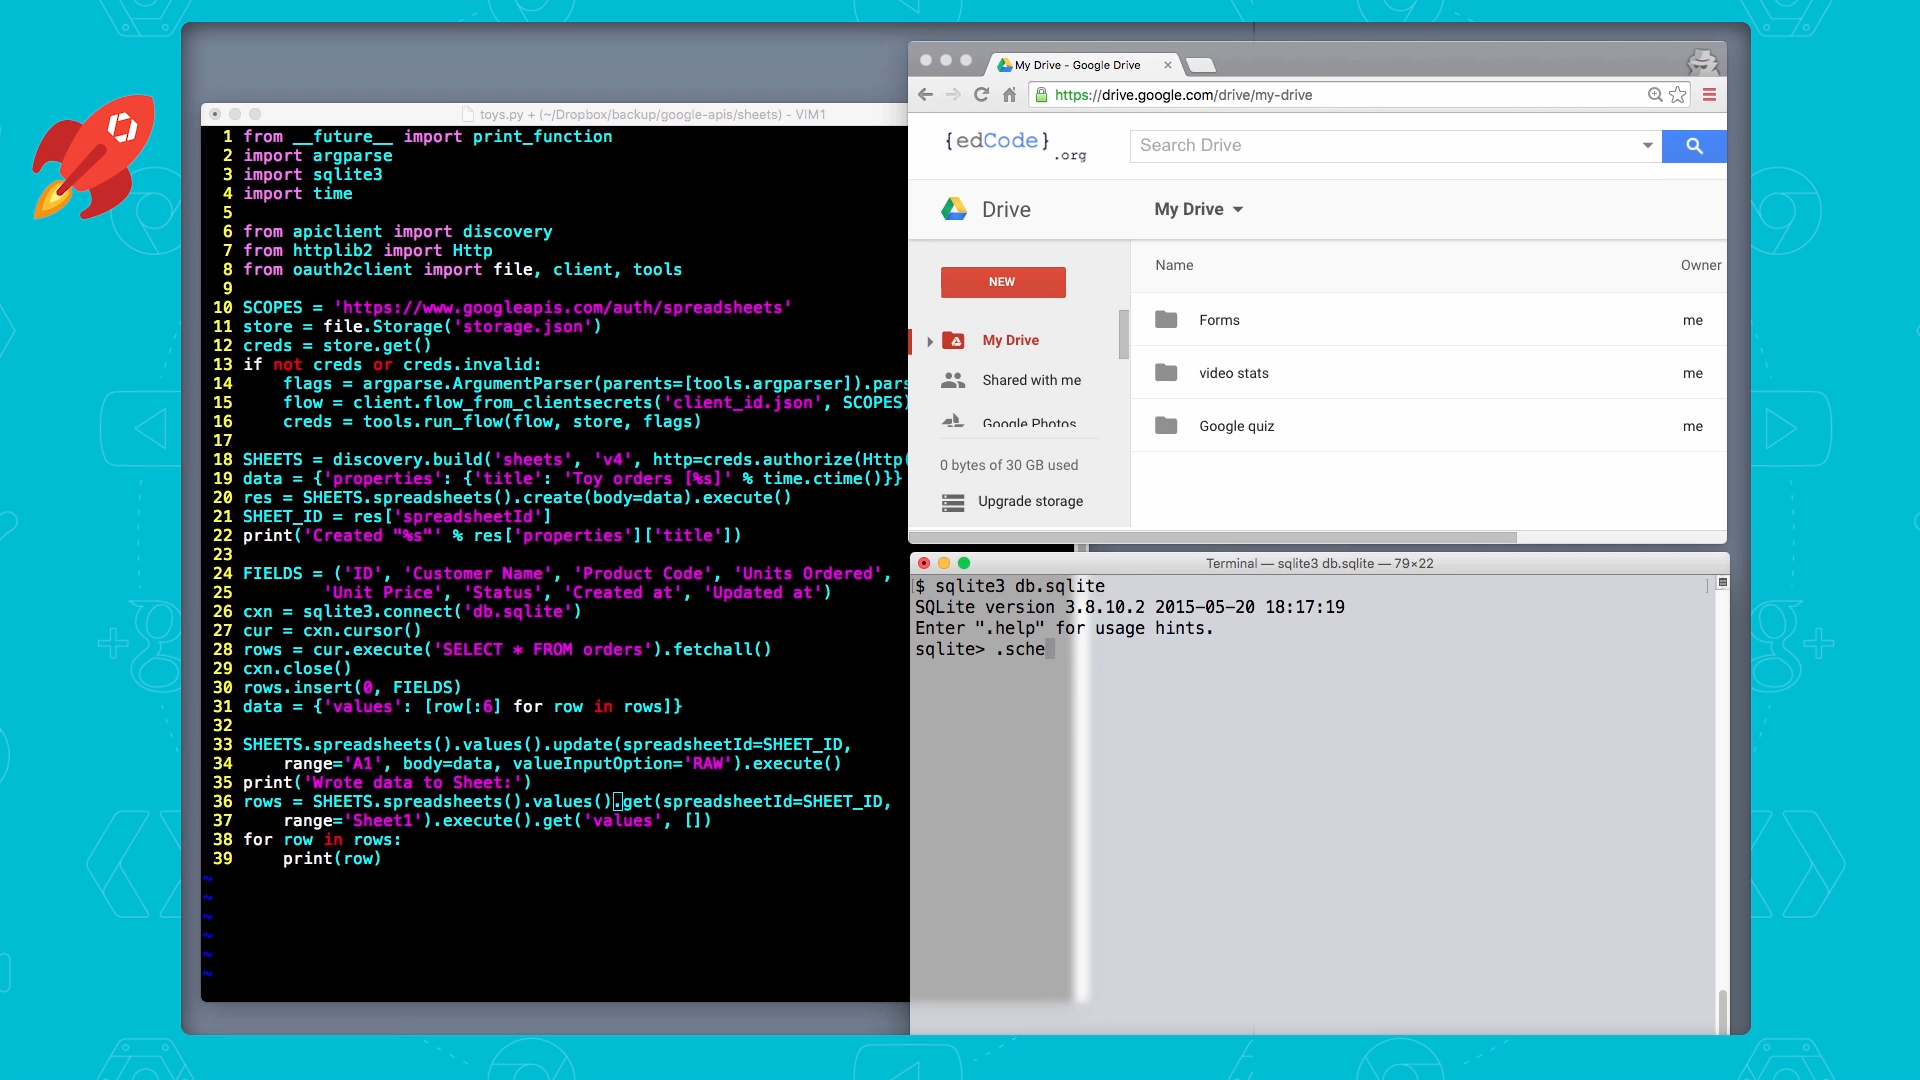 toys.py + (~/Dropbox/backup/google-apis/sheets) - VIM1
1 from __future__ import print_function
2 import argparse
3 import sqlite3
4 import time
5
6 from apiclient import discovery
7 from httplib2 import Http
8 from oauth2client import file, client, tools
9
10 SCOPES = 'https://www.googleapis.com/auth/spreadsheets'
11 store = file.Storage('storage.json')
12 creds = store.get()
13 if not creds or creds.invalid:
14     flags = argparse.ArgumentParser(parents=[tools.argparser]).pars
15     flow = client.flow_from_clientsecrets('client_id.json', SCOPES)
16     creds = tools.run_flow(flow, store, flags)
17
18 SHEETS = discovery.build('sheets', 'v4', http=creds.authorize(Http(
19 data = {'properties': {'title': 'Toy orders [%s]' % time.ctime()}}
20 res = SHEETS.spreadsheets().create(body=data).execute()
21 SHEET_ID = res['spreadsheetId']
22 print('Created "%s"' % res['properties']['title'])
23
24 FIELDS = ('ID', 'Customer Name', 'Product Code', 'Units Ordered',
25         'Unit Price', 'Status', 'Created at', 'Updated at')
26 cxn = sqlite3.connect('db.sqlite')
27 cur = cxn.cursor()
28 rows = cur.execute('SELECT * FROM orders').fetchall()
29 cxn.close()
30 rows.insert(0, FIELDS)
31 data = {'values': [row[:6] for row in rows]}
32
33 SHEETS.spreadsheets().values().update(spreadsheetId=SHEET_ID,
34     range='A1', body=data, valueInputOption='RAW').execute()
35 print('Wrote data to Sheet:')
36 rows = SHEETS.spreadsheets().values().get(spreadsheetId=SHEET_ID,
37     range='Sheet1').execute().get('values', [])
38 for row in rows:
39     print(row)
~
~
~
~
~
~
My Drive - Google Drive
https://drive.google.com/drive/my-drive
{edCode}.org
Search Drive
Drive
My Drive
NEW
My Drive
Shared with me
Google Photos
0 bytes of 30 GB used
Upgrade storage
Name Owner
Forms me
video stats me
Google quiz me
Terminal — sqlite3 db.sqlite — 79×22
[$ sqlite3 db.sqlite ]
SQLite version 3.8.10.2 2015-05-20 18:17:19
Enter ".help" for usage hints.
sqlite> .sche